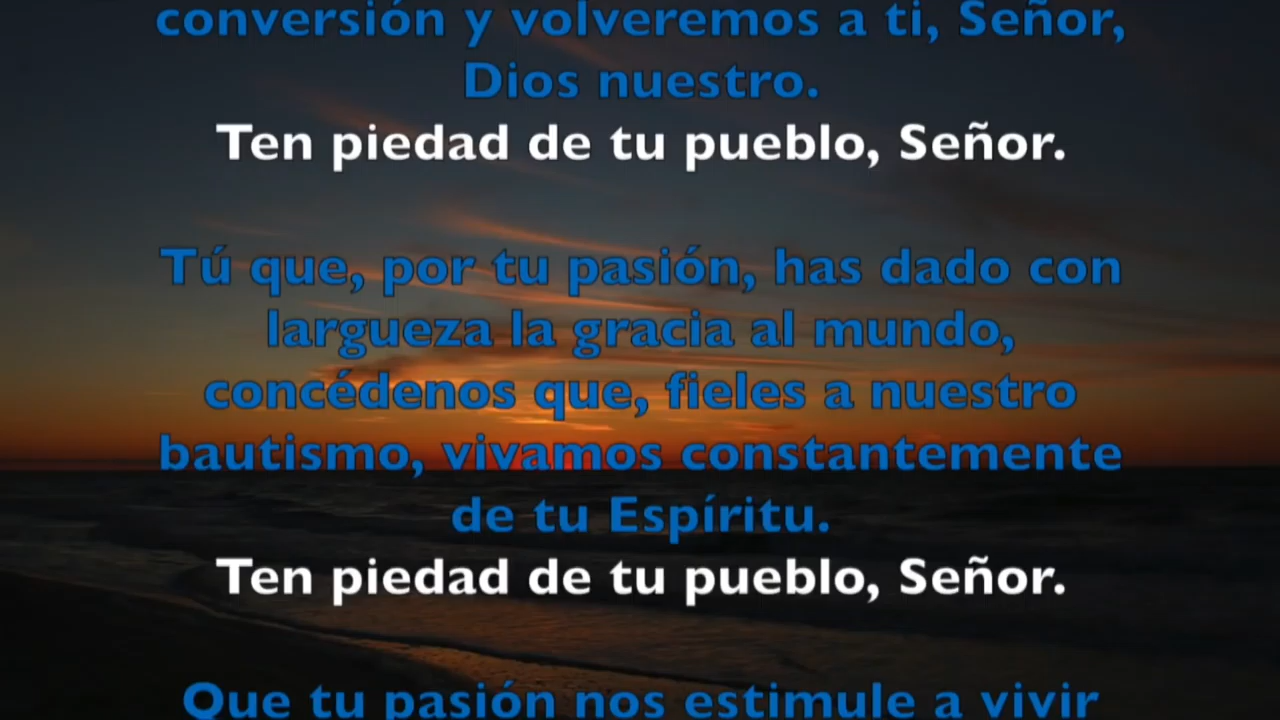 conversión y volveremos a ti, Señor,
Dios nuestro.
Ten piedad de tu pueblo, Señor.
Tú que, por tu pasión, has dado con
largueza la gracia al mundo,
concédenos que, fieles a nuestro
bautismo, vivamos constantemente
de tu Espíritu.
Ten piedad de tu pueblo, Señor.
Que tu pasión nos estimule a vivir